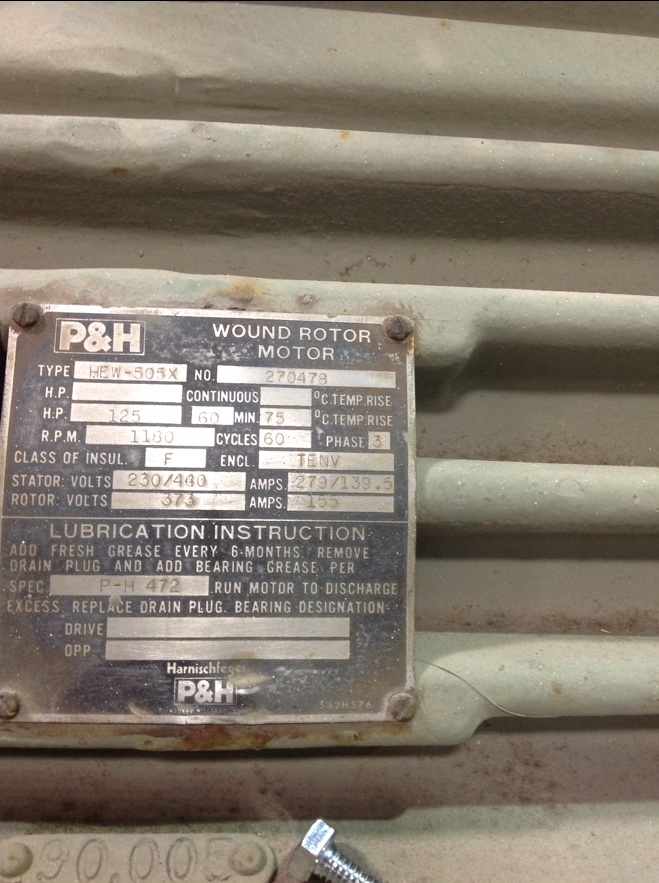 P&H WOUND ROTOR
MOTOR
TYPE HEW-505X NO. 270478
H.P. CONTINUOUS °C.TEMP.RISE
H.P. 125 60 MIN. 75 °C.TEMP.RISE
R.P.M. 1180 CYCLES 60 PHASE 3
CLASS OF INSUL. F ENCL. TENV
STATOR: VOLTS 230/460 AMPS. 279/139.5
ROTOR: VOLTS 373 AMPS. 155
LUBRICATION INSTRUCTION
ADD FRESH GREASE EVERY 6-MONTHS. REMOVE
DRAIN PLUG AND ADD BEARING GREASE PER
SPEC. P-H 472 . RUN MOTOR TO DISCHARGE
EXCESS. REPLACE DRAIN PLUG. BEARING DESIGNATION
DRIVE
OPP.
Harnischfeger
P&H
332H576
90,005